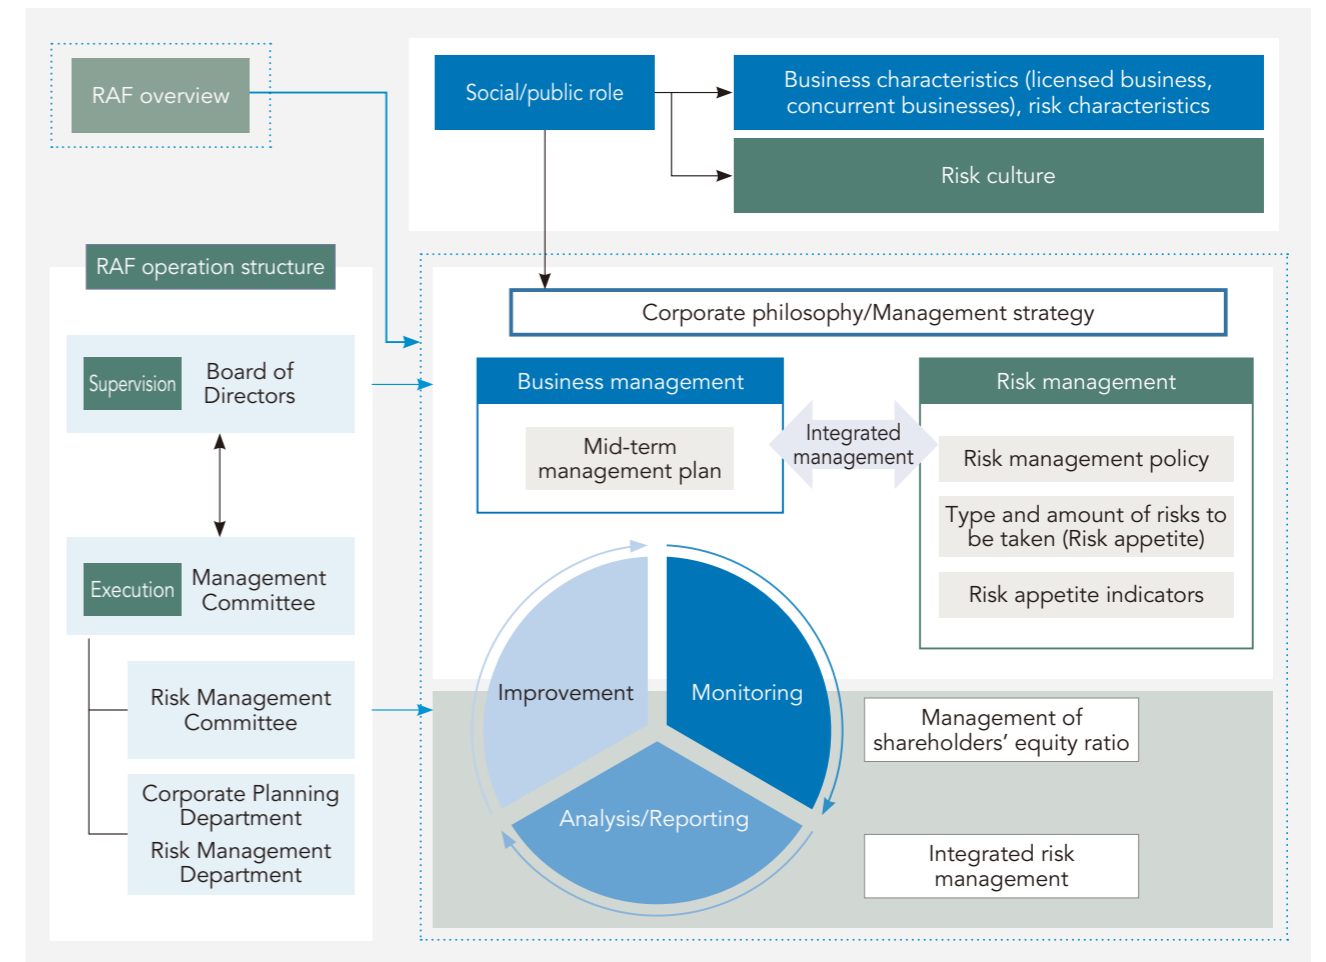 RAF overview
Social/public role
Business characteristics (licensed business,
concurrent businesses), risk characteristics
Risk culture
RAF operation structure
Supervision
Board of
Directors
Execution
Management
Committee
Risk Management
Committee
Corporate Planning
Department
Risk Management
Department
Corporate philosophy/Management strategy
Business management
Mid-term
management plan
Integrated
management
Risk management
Risk management policy
Type and amount of risks to
be taken (Risk appetite)
Risk appetite indicators
Improvement
Monitoring
Analysis/Reporting
Management of
shareholders’ equity ratio
Integrated risk
management